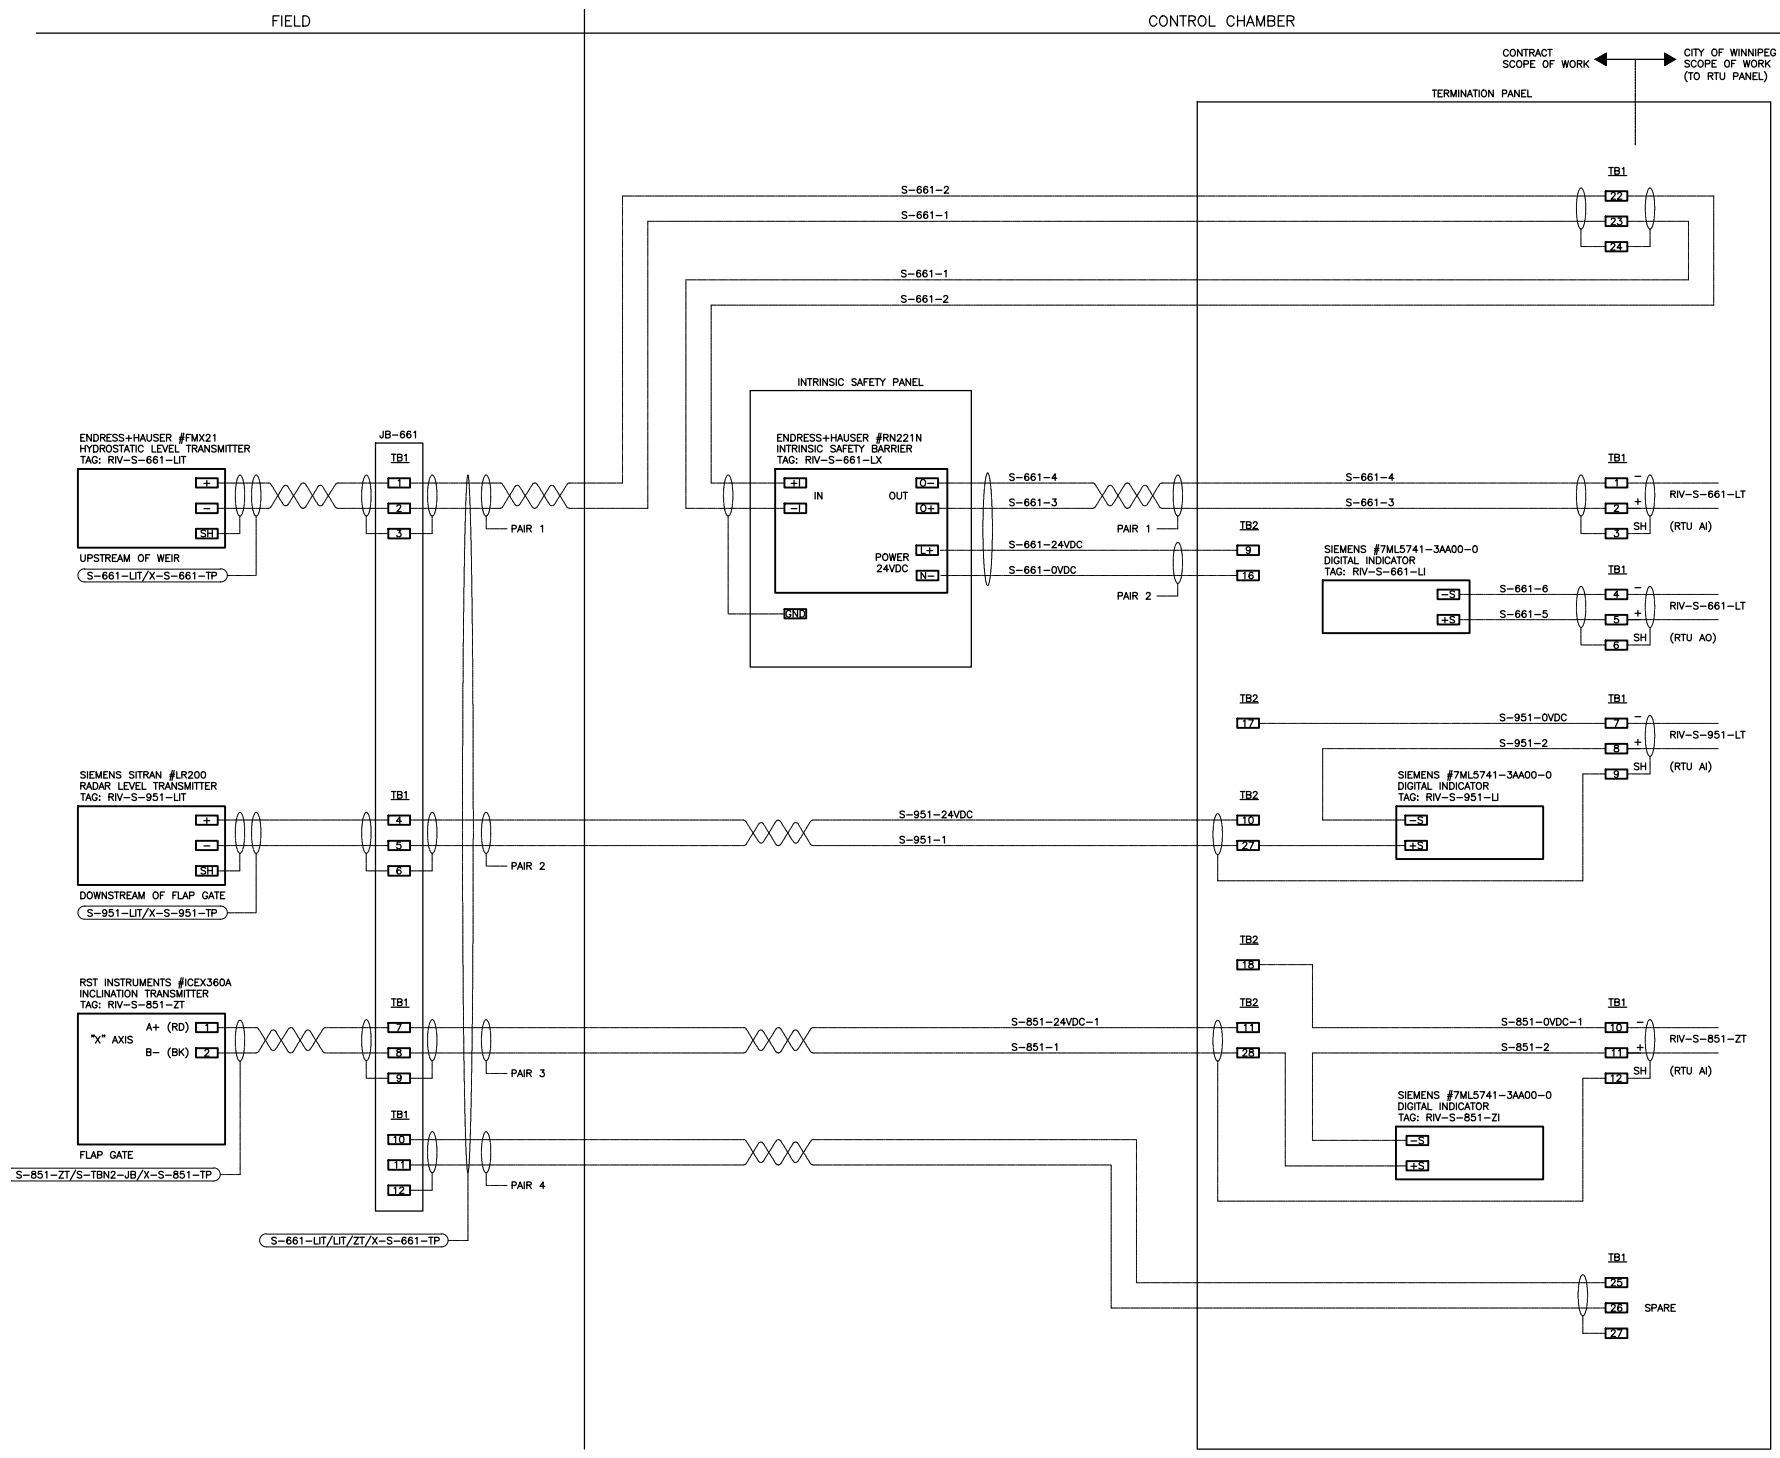 FIELD
CONTROL CHAMBER
CONTRACT
SCOPE OF WORK
CITY OF WINNIPEG
SCOPE OF WORK
(TO RTU PANEL)
TERMINATION PANEL
TB1
S-661-2
22
S-661-1
23
24
S-661-1
S-661-2
INTRINSIC SAFETY PANEL
ENDRESS+HAUSER #FMX21
HYDROSTATIC LEVEL TRANSMITTER
TAG: RIV-S-661-LIT
+
-
SH
UPSTREAM OF WEIR
S-661-LIT/X-S-661-TP
JB-661
TB1
1
2
3
PAIR 1
ENDRESS+HAUSER #RN221N
INTRINSIC SAFETY BARRIER
TAG: RIV-S-661-LX
+I
-I
IN
OUT
O-
O+
POWER
24VDC
L+
N-
GND
S-661-4
S-661-3
PAIR 1
S-661-24VDC
S-661-0VDC
PAIR 2
S-661-4
S-661-3
TB2
9
16
TB1
1 -
2 +
3 SH
RIV-S-661-LT
(RTU AI)
SIEMENS #7ML5741-3AA00-0
DIGITAL INDICATOR
TAG: RIV-S-661-LI
-S
+S
S-661-6
S-661-5
TB1
4 -
5 +
6 SH
RIV-S-661-LT
(RTU AO)
TB2
17
S-951-0VDC
S-951-2
TB1
7 -
8 +
9 SH
RIV-S-951-LT
(RTU AI)
SIEMENS SITRAN #LR200
RADAR LEVEL TRANSMITTER
TAG: RIV-S-951-LIT
+
-
SH
DOWNSTREAM OF FLAP GATE
S-951-LIT/X-S-951-TP
TB1
4
5
6
PAIR 2
S-951-24VDC
S-951-1
TB2
10
27
SIEMENS #7ML5741-3AA00-0
DIGITAL INDICATOR
TAG: RIV-S-951-LI
-S
+S
TB2
18
RST INSTRUMENTS #ICEX360A
INCLINATION TRANSMITTER
TAG: RIV-S-851-ZT
"X" AXIS
A+ (RD) 1
B- (BK) 2
FLAP GATE
S-851-ZT/S-TBN2-JB/X-S-851-TP
TB1
7
8
9
PAIR 3
S-851-24VDC-1
S-851-1
TB2
11
28
S-851-0VDC-1
S-851-2
TB1
10 -
11 +
12 SH
RIV-S-851-ZT
(RTU AI)
SIEMENS #7ML5741-3AA00-0
DIGITAL INDICATOR
TAG: RIV-S-851-ZI
-S
+S
TB1
10
11
12
PAIR 4
S-661-LIT/LIT/ZT/X-S-661-TP
TB1
25
26
27
SPARE